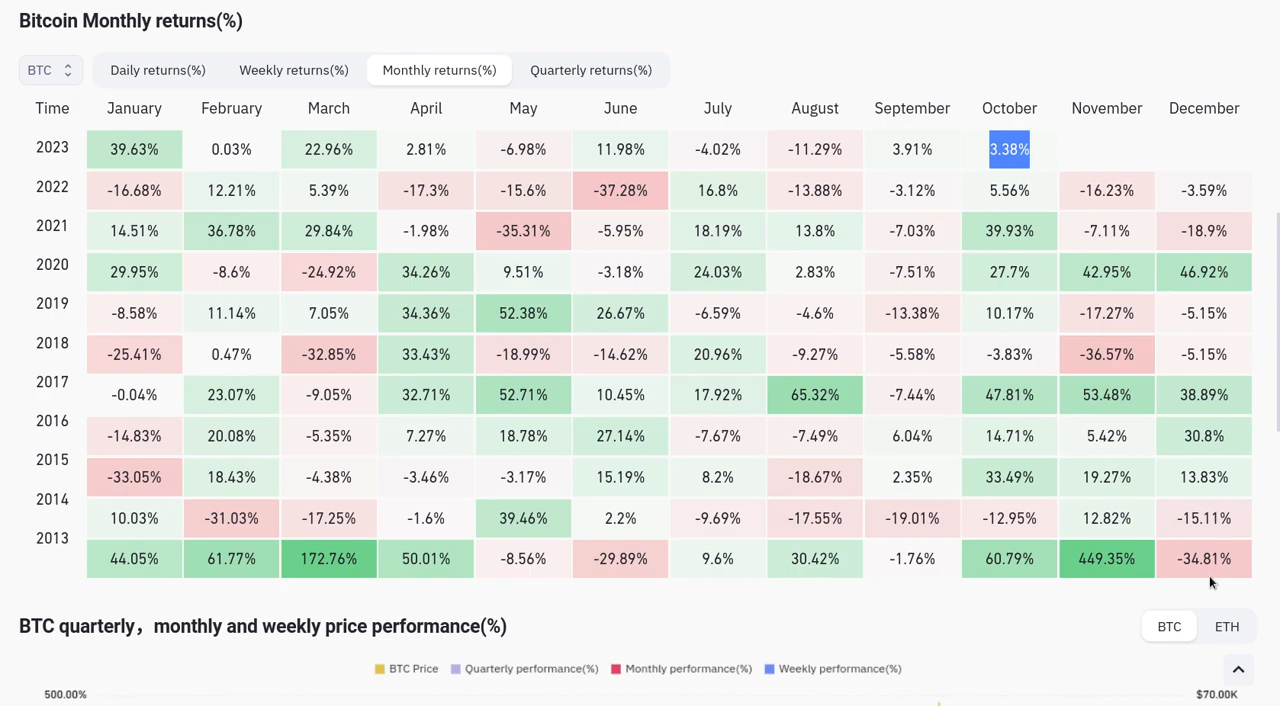 Bitcoin Monthly returns(%)
BTC Daily returns(%) Weekly returns(%) Monthly returns(%) Quarterly returns(%)
Time January February March April May June July August September October November December
2023 39.63% 0.03% 22.96% 2.81% -6.98% 11.98% -4.02% -11.29% 3.91% 3.38%
2022 -16.68% 12.21% 5.39% -17.3% -15.6% -37.28% 16.8% -13.88% -3.12% 5.56% -16.23% -3.59%
2021 14.51% 36.78% 29.84% -1.98% -35.31% -5.95% 18.19% 13.8% -7.03% 39.93% -7.11% -18.9%
2020 29.95% -8.6% -24.92% 34.26% 9.51% -3.18% 24.03% 2.83% -7.51% 27.7% 42.95% 46.92%
2019 -8.58% 11.14% 7.05% 34.36% 52.38% 26.67% -6.59% -4.6% -13.38% 10.17% -17.27% -5.15%
2018 -25.41% 0.47% -32.85% 33.43% -18.99% -14.62% 20.96% -9.27% -5.58% -3.83% -36.57% -5.15%
2017 -0.04% 23.07% -9.05% 32.71% 52.71% 10.45% 17.92% 65.32% -7.44% 47.81% 53.48% 38.89%
2016 -14.83% 20.08% -5.35% 7.27% 18.78% 27.14% -7.67% -7.49% 6.04% 14.71% 5.42% 30.8%
2015 -33.05% 18.43% -4.38% -3.46% -3.17% 15.19% 8.2% -18.67% 2.35% 33.49% 19.27% 13.83%
2014 10.03% -31.03% -17.25% -1.6% 39.46% 2.2% -9.69% -17.55% -19.01% -12.95% 12.82% -15.11%
2013 44.05% 61.77% 172.76% 50.01% -8.56% -29.89% 9.6% 30.42% -1.76% 60.79% 449.35% -34.81%
BTC quarterly，monthly and weekly price performance(%) BTC ETH
BTC Price Quarterly performance(%) Monthly performance(%) Weekly performance(%)
500.00% $70.00K